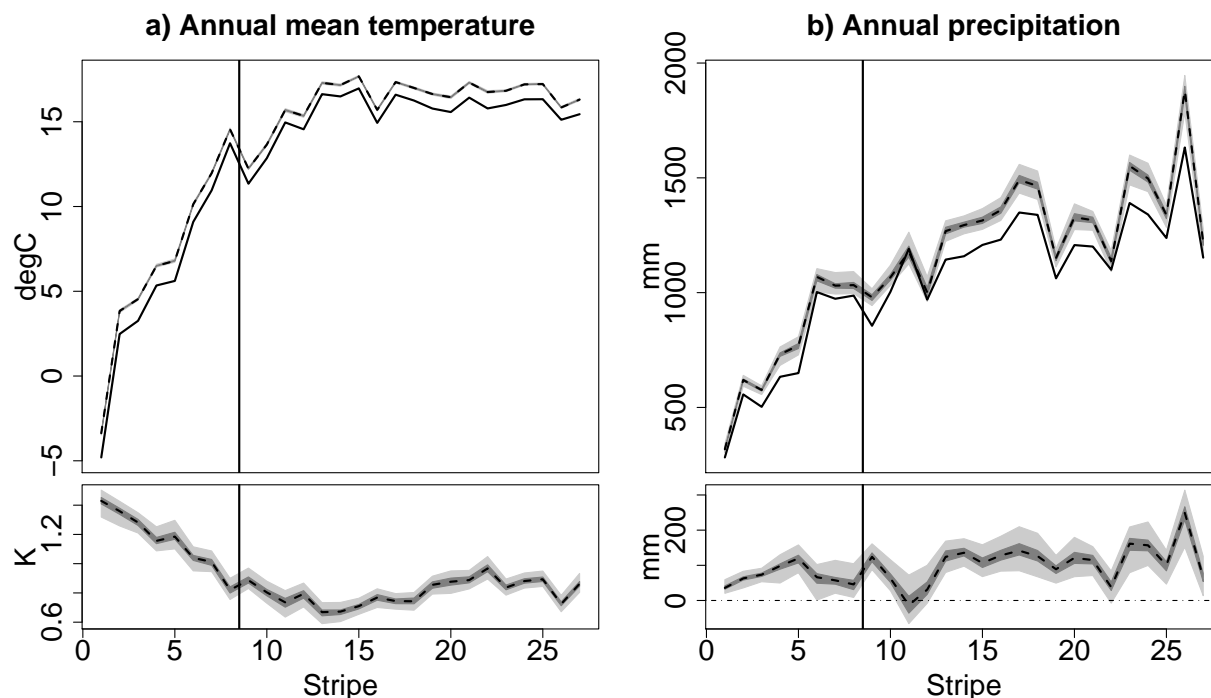 a) Annual mean temperature
degC
−5 0 5 10 15
K
0.6 1.2
0 5 10 15 20 25
Stripe
b) Annual precipitation
mm
500 1000 1500 2000
mm
0 200
0 5 10 15 20 25
Stripe